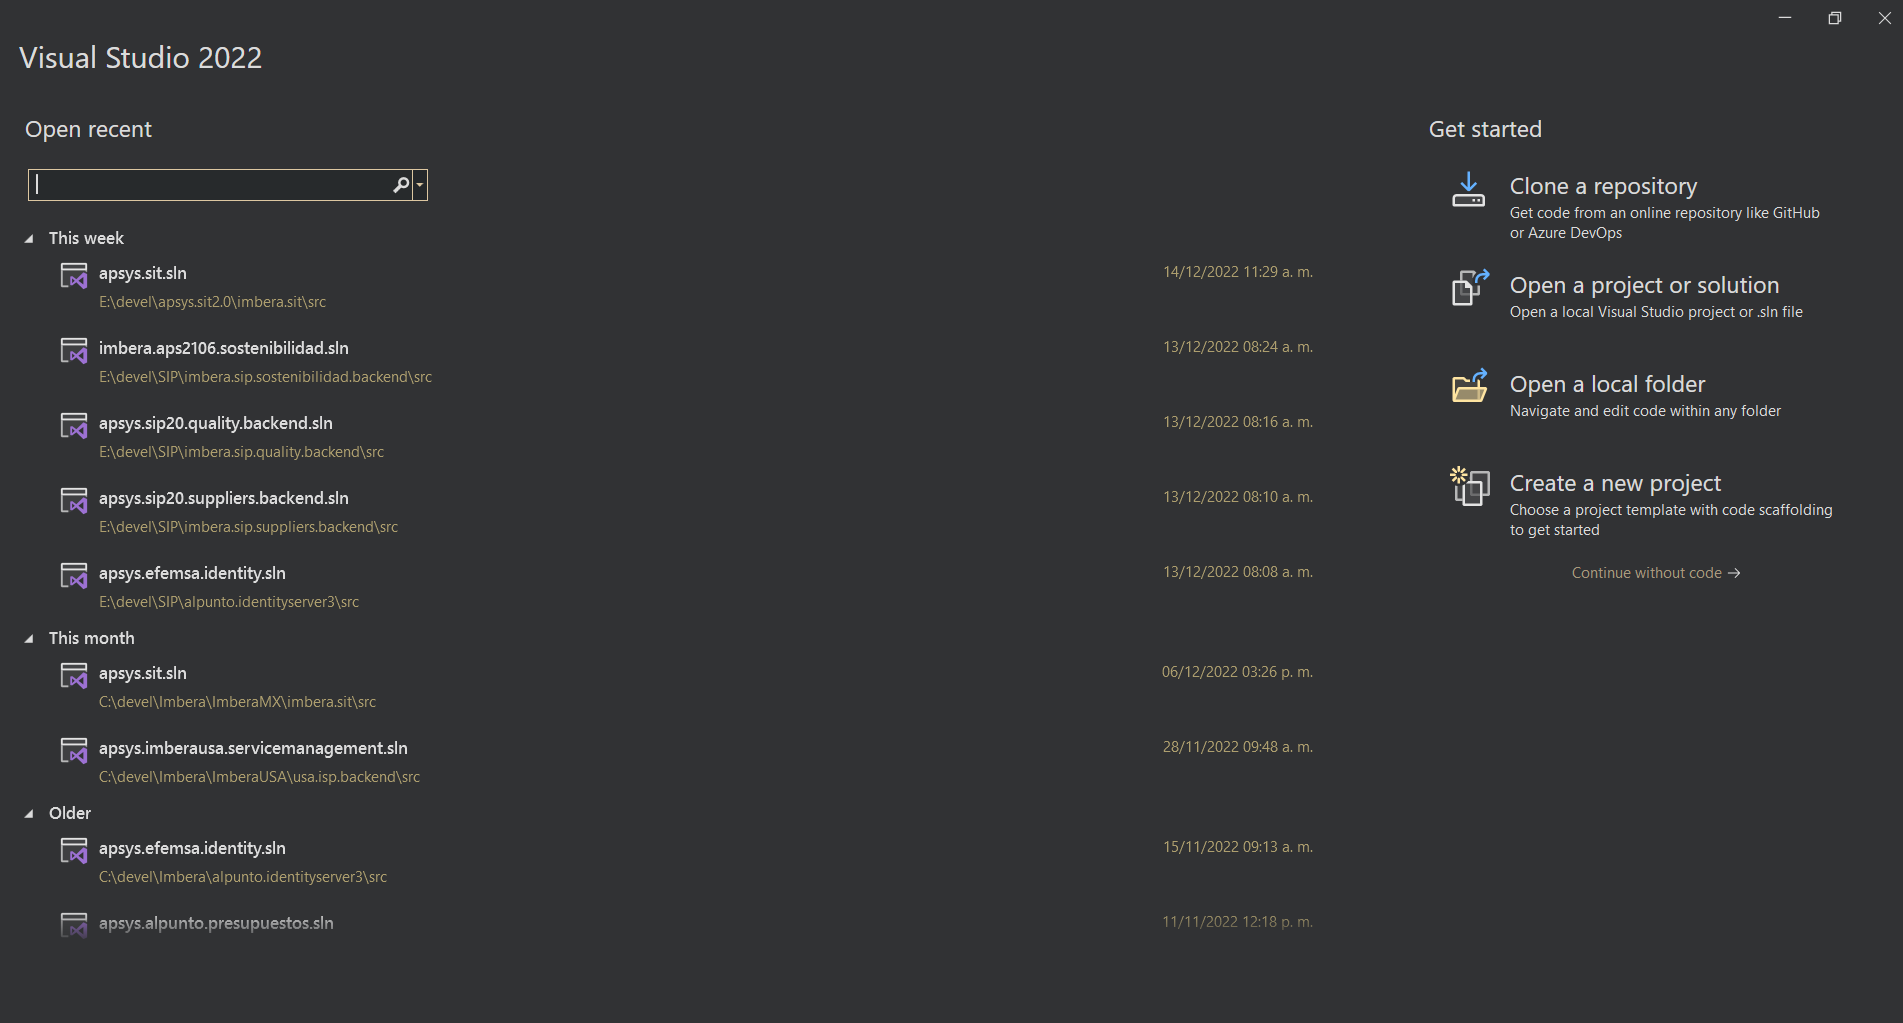 Visual Studio 2022
Open recent
This week
apsys.sit.sln
14/12/2022 11:29 a. m.
E:\devel\apsys.sit2.0\imbera.sit\src
imbera.aps2106.sostenibilidad.sln
13/12/2022 08:24 a. m.
E:\devel\SIP\imbera.sip.sostenibilidad.backend\src
apsys.sip20.quality.backend.sln
13/12/2022 08:16 a. m.
E:\devel\SIP\imbera.sip.quality.backend\src
apsys.sip20.suppliers.backend.sln
13/12/2022 08:10 a. m.
E:\devel\SIP\imbera.sip.suppliers.backend\src
apsys.efemsa.identity.sln
13/12/2022 08:08 a. m.
E:\devel\SIP\alpunto.identityserver3\src
This month
apsys.sit.sln
06/12/2022 03:26 p. m.
C:\devel\Imbera\ImberaMX\imbera.sit\src
apsys.imberausa.servicemanagement.sln
28/11/2022 09:48 a. m.
C:\devel\Imbera\ImberaUSA\usa.isp.backend\src
Older
apsys.efemsa.identity.sln
15/11/2022 09:13 a. m.
C:\devel\Imbera\alpunto.identityserver3\src
apsys.alpunto.presupuestos.sln
11/11/2022 12:18 p. m.
Get started
Clone a repository
Get code from an online repository like GitHub
or Azure DevOps
Open a project or solution
Open a local Visual Studio project or .sln file
Open a local folder
Navigate and edit code within any folder
Create a new project
Choose a project template with code scaffolding
to get started
Continue without code →